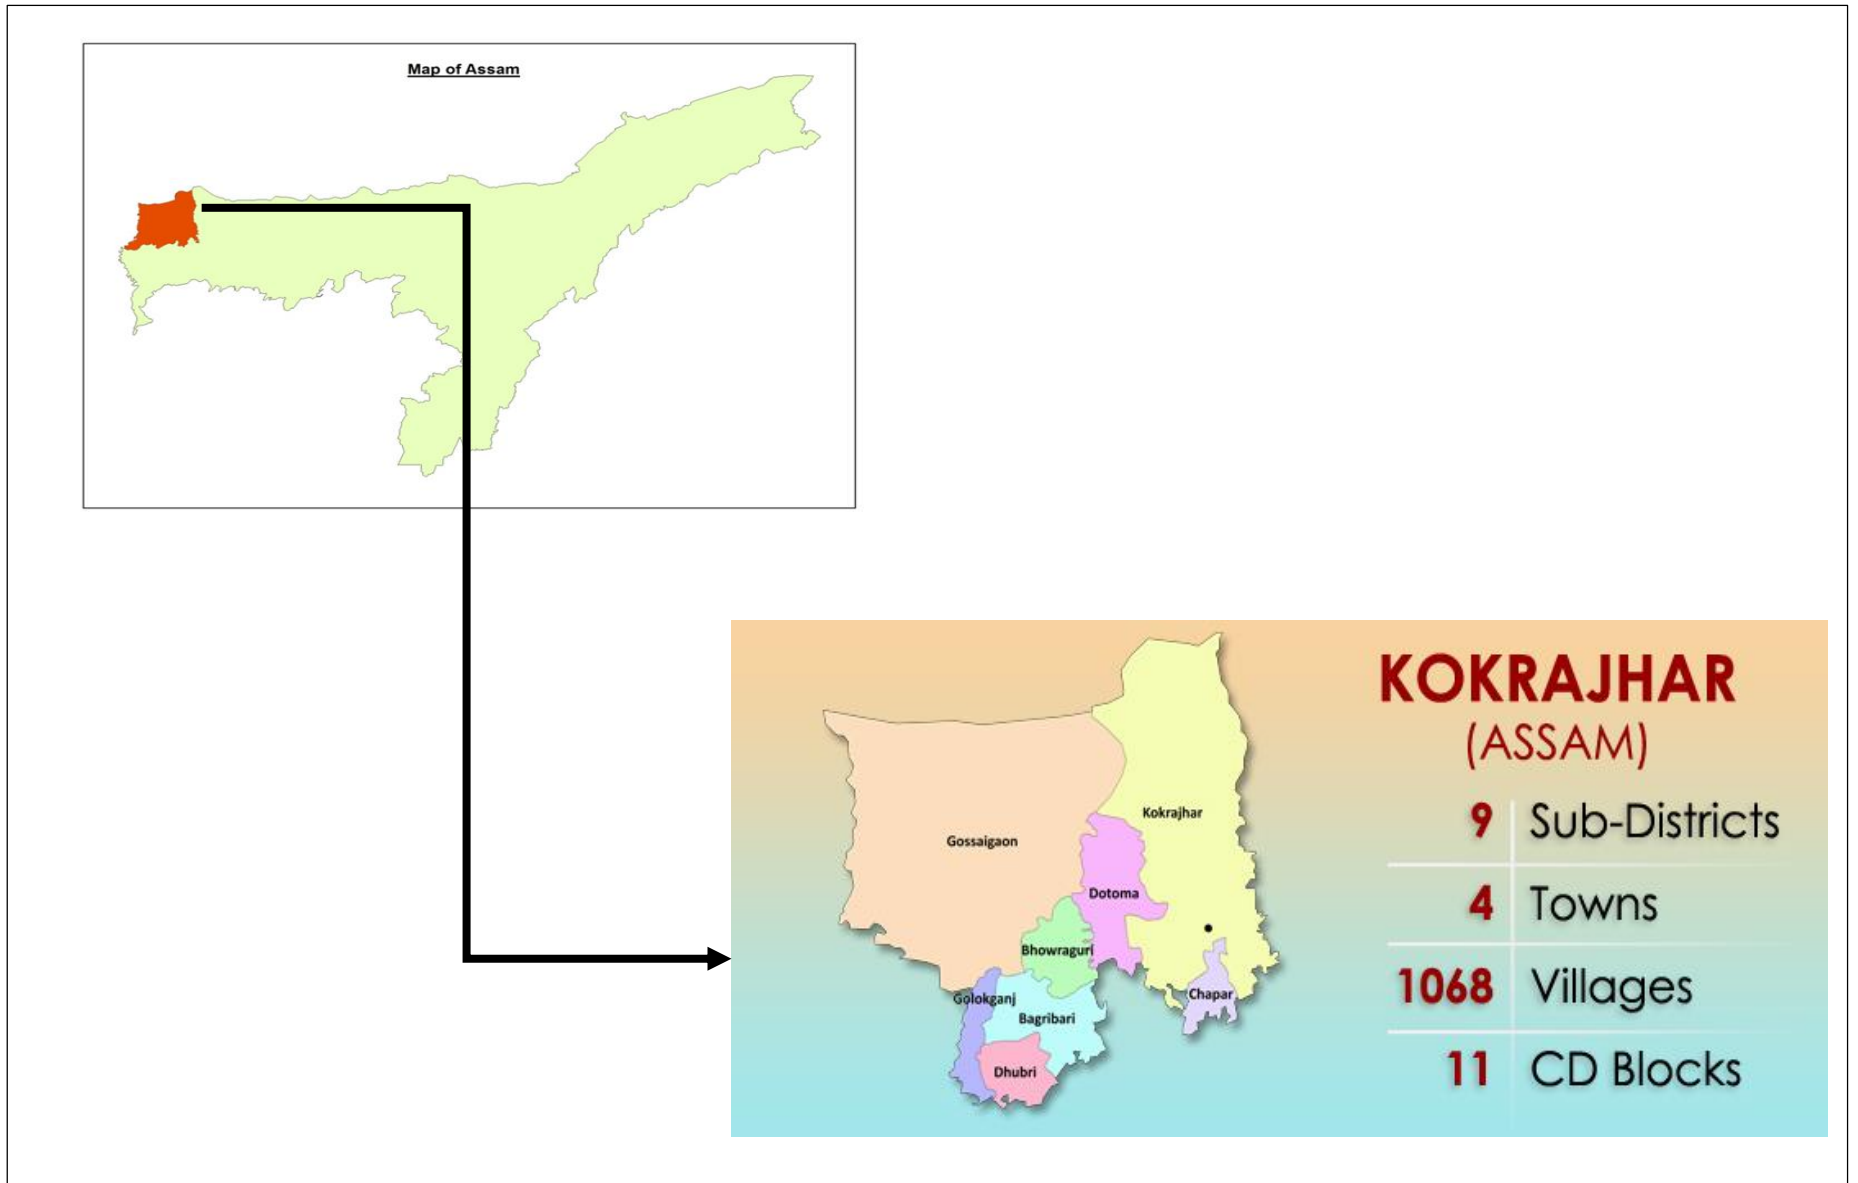 Map of Assam
KOKRAJHAR
(ASSAM)
9 Sub-Districts
4 Towns
1068 Villages
11 CD Blocks
Kokrajhar
Gossaigaon
Dotoma
Bhowraguri
Golokganj
Chapar
Bagribari
Dhubri